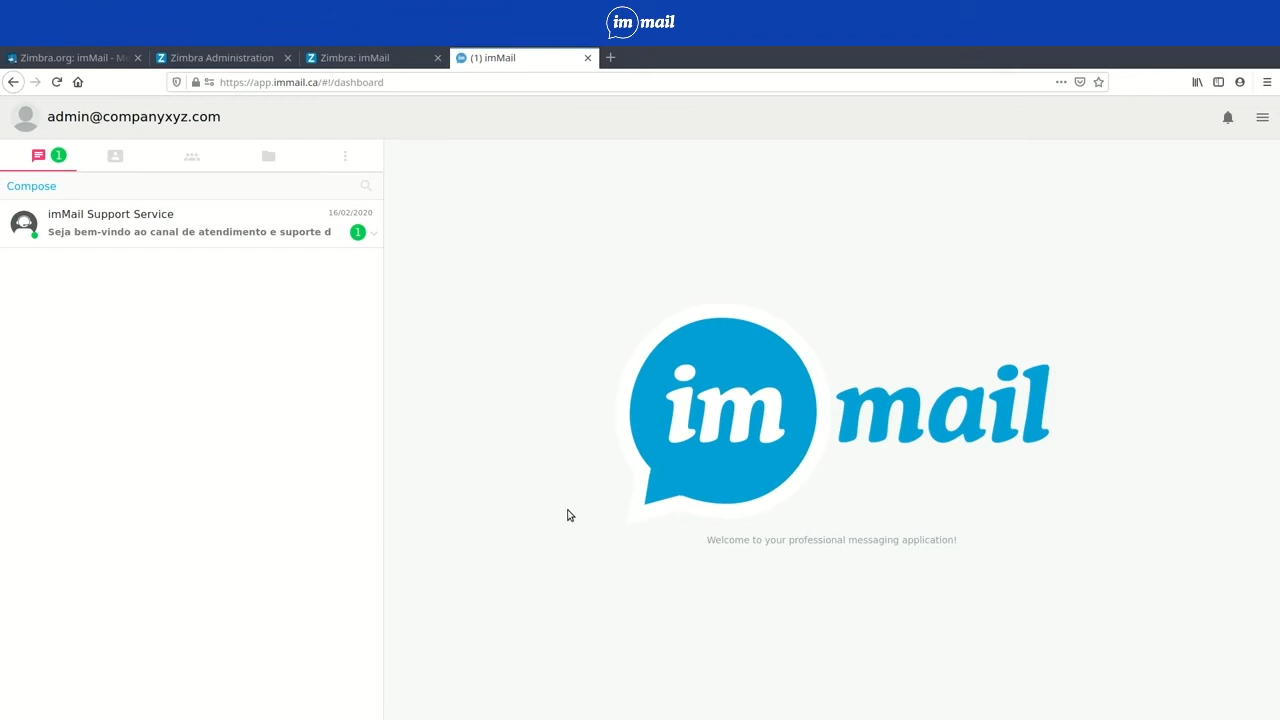 im mail
Zimbra.org: imMail - M
Zimbra Administration
Zimbra: imMail
(1) imMail
https://app.immail.ca/#!/dashboard
admin@companyxyz.com
1
Compose
imMail Support Service
16/02/2020
Seja bem-vindo ao canal de atendimento e suporte d
1
im mail
Welcome to your professional messaging application!